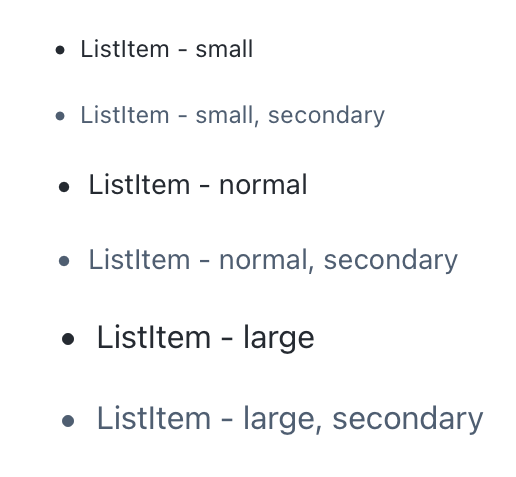 • ListItem - small
• ListItem - small, secondary
• ListItem - normal
• ListItem - normal, secondary
• ListItem - large
• ListItem - large, secondary